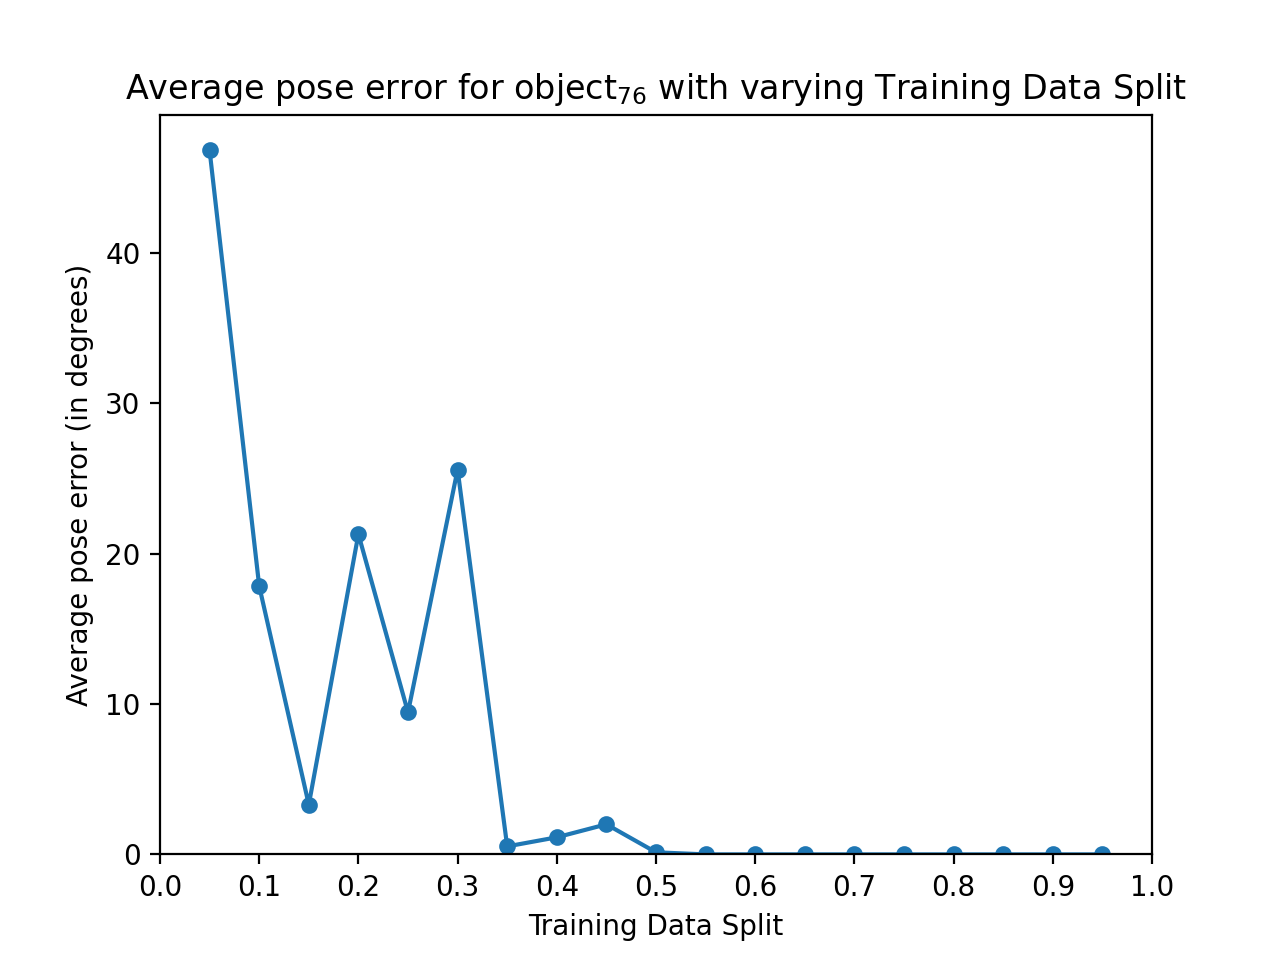 Average pose error for object₇₆ with varying Training Data Split
Average pose error (in degrees)
40
30
20
10
0
0.0 0.1 0.2 0.3 0.4 0.5 0.6 0.7 0.8 0.9 1.0
Training Data Split